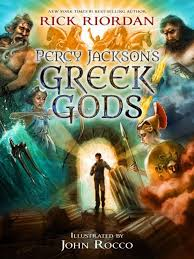 #1 NEW YORK TIMES BEST-SELLING AUTHOR
RICK RIORDAN
PERCY JACKSON'S
GREEK
GODS
ILLUSTRATED BY
JOHN ROCCO